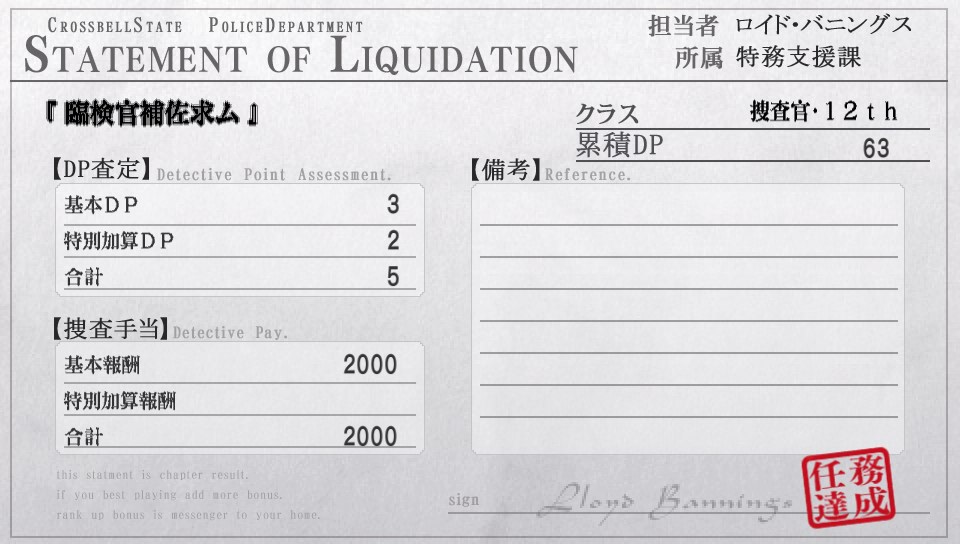 CROSSBELLSTATE POLICEDEPARTMENT
STATEMENT OF LIQUIDATION
担当者 ロイド・バニングス
所属 特務支援課
『 臨検官補佐求ム 』
クラス 捜査官・１２ｔｈ
累積DP 63
【DP査定】Detective Point Assessment.
基本ＤＰ 3
特別加算ＤＰ 2
合計 5
【備考】Reference.
【捜査手当】Detective Pay.
基本報酬 2000
特別加算報酬
合計 2000
this statment is chapter result.
if you best playing add more bonus.
rank up bonus is messenger to your home.
sign Lloyd Bannings
任務
達成